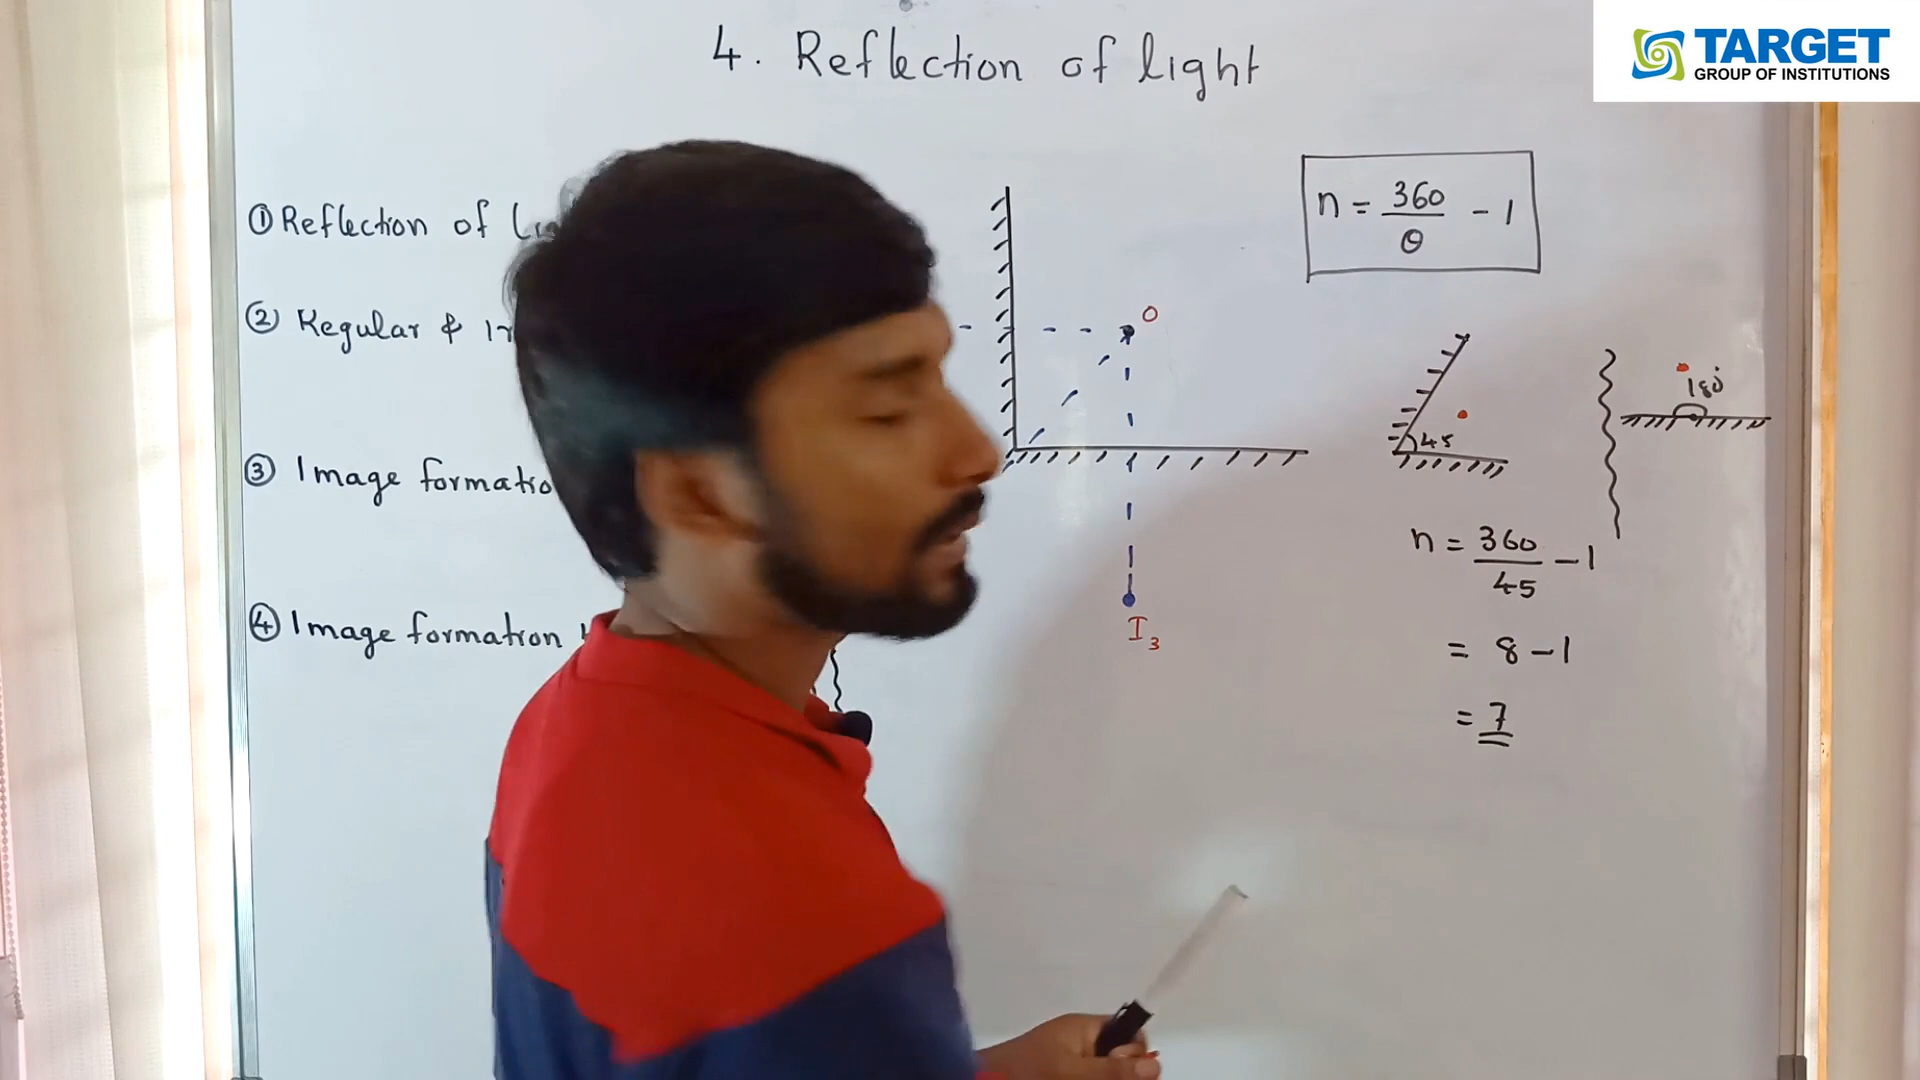 TARGET
GROUP OF INSTITUTIONS
4. Reflection of light
① Reflection of
② Regular &
③ Image
④ Image formation
O
I₃
n = 360/θ - 1
45
180°
n = 360/45 - 1
= 8 - 1
= 7